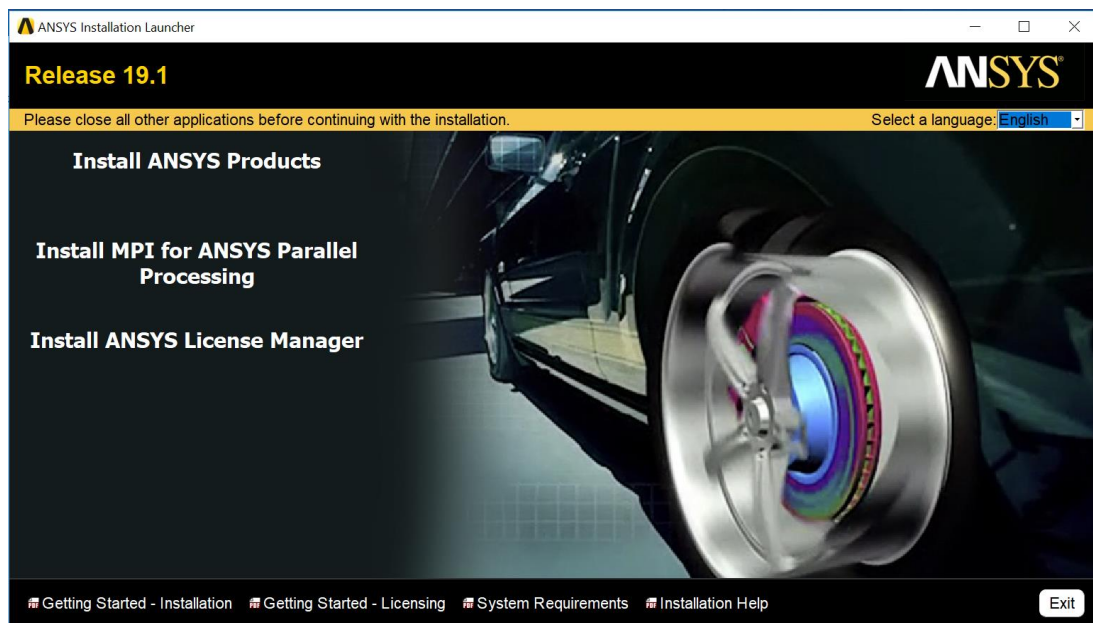 ANSYS Installation Launcher
Release 19.1
ANSYS®
Please close all other applications before continuing with the installation.
Select a language: English
Install ANSYS Products
Install MPI for ANSYS Parallel
Processing
Install ANSYS License Manager
Getting Started - Installation
Getting Started - Licensing
System Requirements
Installation Help
Exit